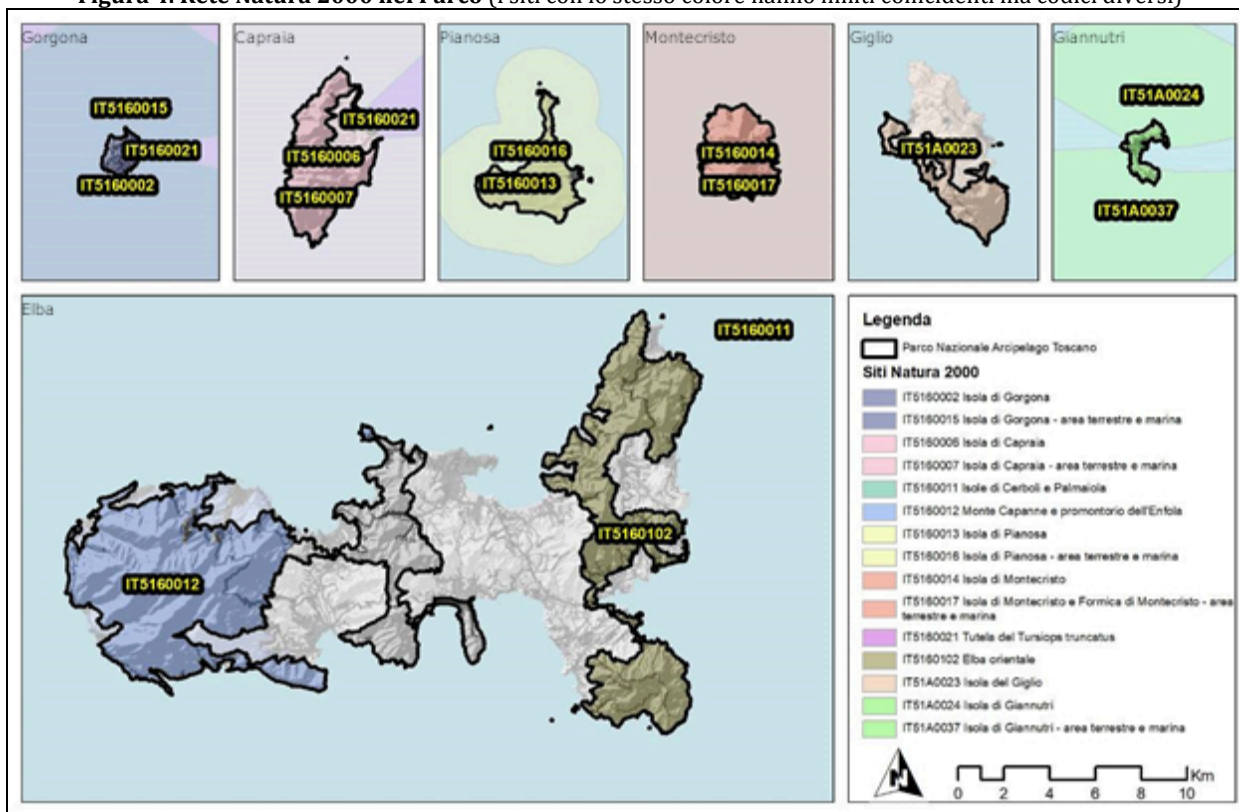 Figura 4. Rete Natura 2000 nel Parco (i siti con lo stesso colore hanno limiti coincidenti ma codici diversi)
Gorgona
IT5160015
IT5160021
IT5160002
Capraia
IT5160021
IT5160006
IT5160007
Pianosa
IT5160016
IT5160013
Montecristo
IT5160014
IT5160017
Giglio
IT51A0023
Giannutri
IT51A0024
IT51A0037
Elba
IT5160011
IT5160102
IT5160012
Legenda
Parco Nazionale Arcipelago Toscano
Siti Natura 2000
IT5160002 Isola di Gorgona
IT5160015 Isola di Gorgona - area terrestre e marina
IT5160006 Isola di Capraia
IT5160007 Isola di Capraia - area terrestre e marina
IT5160011 Isole di Cerboli e Palmaiola
IT5160012 Monte Capanne e promontorio dell'Enfola
IT5160013 Isola di Pianosa
IT5160016 Isola di Pianosa - area terrestre e marina
IT5160014 Isola di Montecristo
IT5160017 Isola di Montecristo e Formica di Montecristo - area
terrestre e marina
IT5160021 Tutela del Tursiops truncatus
IT5160102 Elba orientale
IT51A0023 Isola del Giglio
IT51A0024 Isola di Giannutri
IT51A0037 Isola di Giannutri - area terrestre e marina
N
Km
0 2 4 6 8 10